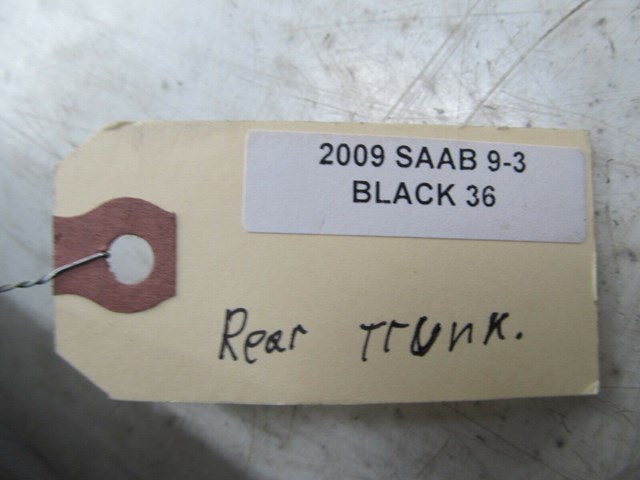 2009 SAAB 9-3
BLACK 36
Rear Trunk.